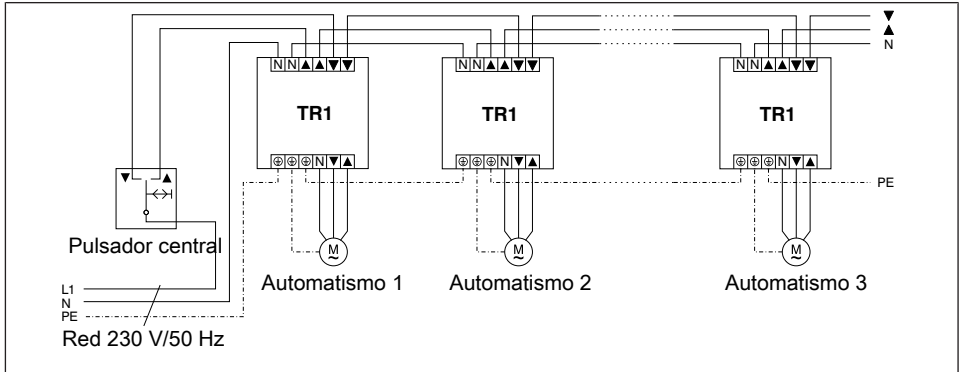 ▼
▲
N
N N ▲ ▲ ▼ ▼
N N ▲ ▲ ▼ ▼
N N ▲ ▲ ▼ ▼
TR1
TR1
TR1
⏚ ⏚ ⏚ N ▼ ▲
⏚ ⏚ ⏚ N ▼ ▲
⏚ ⏚ ⏚ N ▼ ▲
▼ ▲
PE
Pulsador central
M ~
M ~
M ~
Automatismo 1
Automatismo 2
Automatismo 3
L1
N
PE
Red 230 V/50 Hz